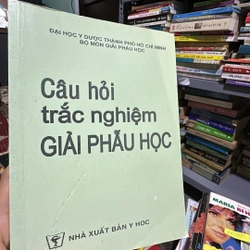 ĐẠI HỌC Y DƯỢC THÀNH PHỐ HỒ CHÍ MINH
BỘ MÔN GIẢI PHẪU HỌC
Câu hỏi
trắc nghiệm
GIẢI PHẪU HỌC
NHÀ XUẤT BẢN Y HỌC
MARIA